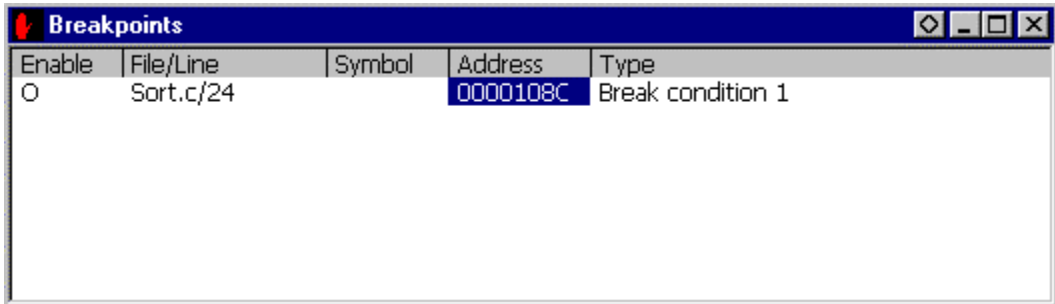 Breakpoints
Enable File/Line Symbol Address Type
O Sort.c/24 0000108C Break condition 1